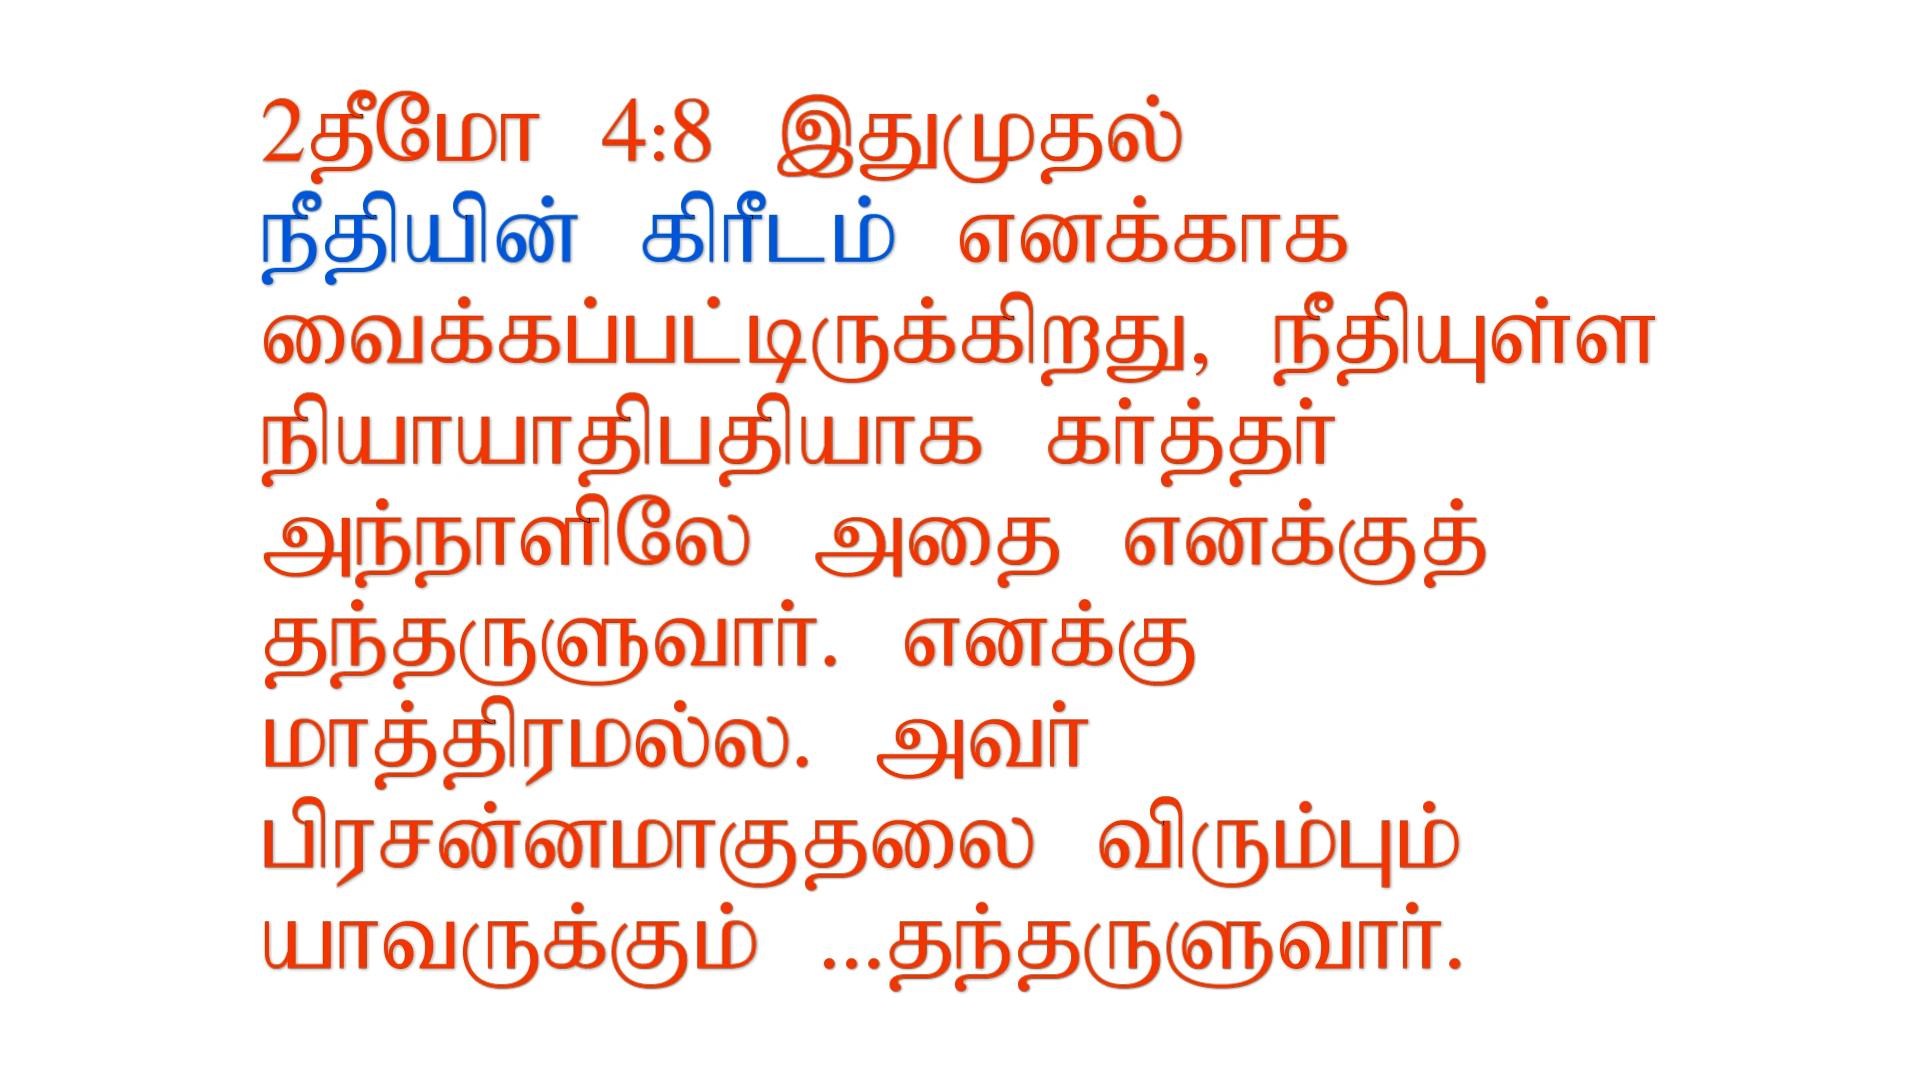 2தீமோ 4:8 இதுமுதல்
நீதியின் கிரீடம் எனக்காக
வைக்கப்பட்டிருக்கிறது, நீதியுள்ள
நியாயாதிபதியாக கர்த்தர்
அந்நாளிலே அதை எனக்குத்
தந்தருளுவார். எனக்கு
மாத்திரமல்ல. அவர்
பிரசன்னமாகுதலை விரும்பும்
யாவருக்கும் ...தந்தருளுவார்.